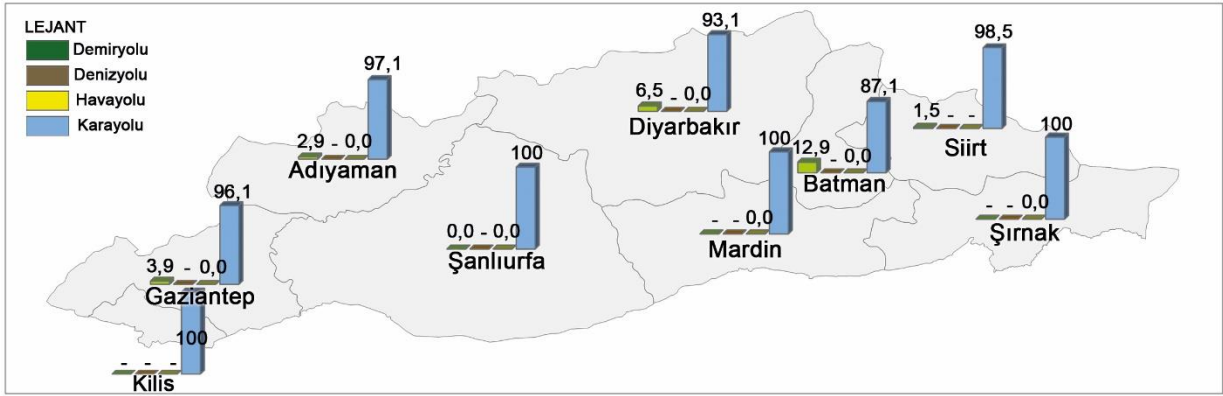 LEJANT
Demiryolu
Denizyolu
Havayolu
Karayolu
2,9 - 0,0 97,1
Adıyaman
6,5 - 0,0 93,1
Diyarbakır
12,9 - 0,0 87,1
Batman
1,5 - - 98,5
Siirt
3,9 - 0,0 96,1
Gaziantep
0,0 - 0,0 100
Şanlıurfa
- - 0,0 100
Mardin
- - 0,0 100
Şırnak
- - - 100
Kilis